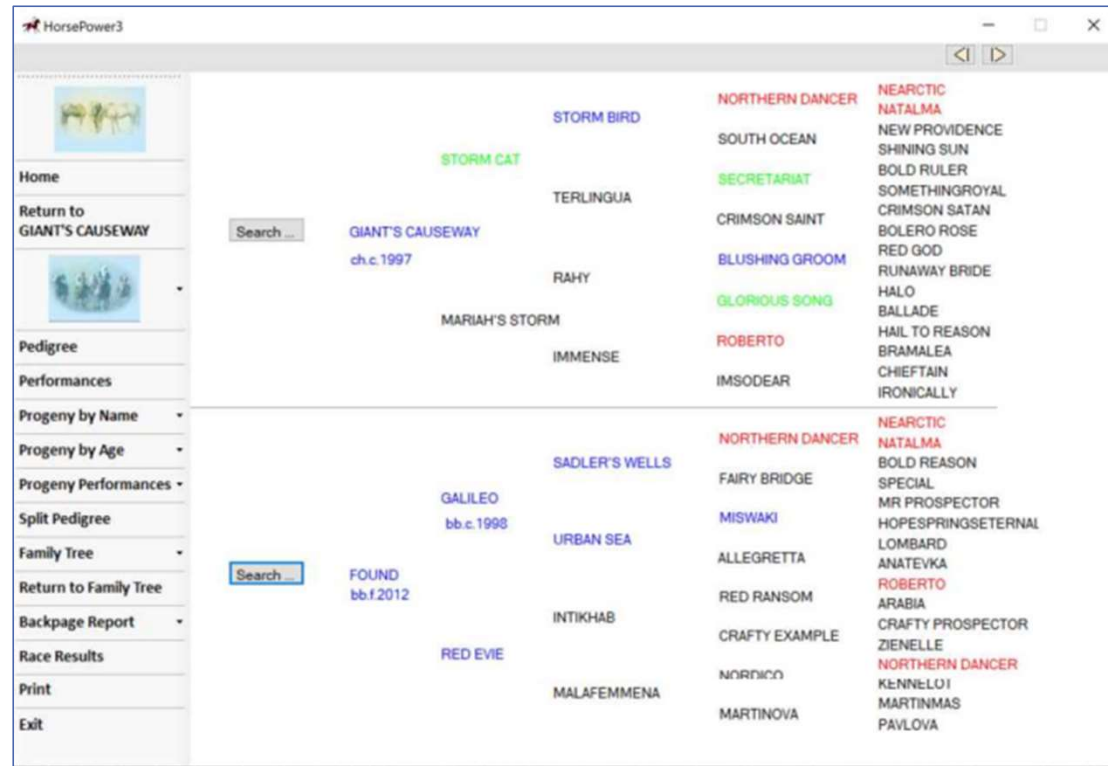 HorsePower3
Home
Return to
GIANT'S CAUSEWAY
Pedigree
Performances
Progeny by Name
Progeny by Age
Progeny Performances
Split Pedigree
Family Tree
Return to Family Tree
Backpage Report
Race Results
Print
Exit
Search ...
GIANT'S CAUSEWAY
ch.c.1997
STORM CAT
MARIAH'S STORM
STORM BIRD
TERLINGUA
RAHY
IMMENSE
NORTHERN DANCER
SOUTH OCEAN
SECRETARIAT
CRIMSON SAINT
BLUSHING GROOM
GLORIOUS SONG
ROBERTO
IMSODEAR
NEARCTIC
NATALMA
NEW PROVIDENCE
SHINING SUN
BOLD RULER
SOMETHINGROYAL
CRIMSON SATAN
BOLERO ROSE
RED GOD
RUNAWAY BRIDE
HALO
BALLADE
HAIL TO REASON
BRAMALEA
CHIEFTAIN
IRONICALLY
Search ...
FOUND
bb.f.2012
GALILEO
bb.c.1998
RED EVIE
SADLER'S WELLS
URBAN SEA
INTIKHAB
MALAFEMMENA
NORTHERN DANCER
FAIRY BRIDGE
MISWAKI
ALLEGRETTA
RED RANSOM
CRAFTY EXAMPLE
NORDICO
MARTINOVA
NEARCTIC
NATALMA
BOLD REASON
SPECIAL
MR PROSPECTOR
HOPESPRINGSETERNAL
LOMBARD
ANATEVKA
ROBERTO
ARABIA
CRAFTY PROSPECTOR
ZIENELLE
NORTHERN DANCER
KENNELOT
MARTINMAS
PAVLOVA